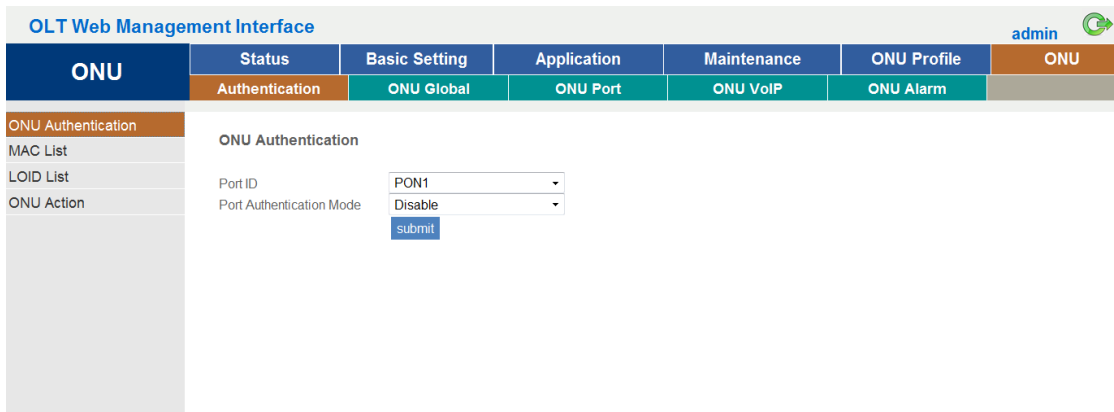 OLT Web Management Interface
admin
ONU
Status Basic Setting Application Maintenance ONU Profile ONU
Authentication ONU Global ONU Port ONU VoIP ONU Alarm
ONU Authentication
MAC List
LOID List
ONU Action
ONU Authentication
Port ID PON1
Port Authentication Mode Disable
submit